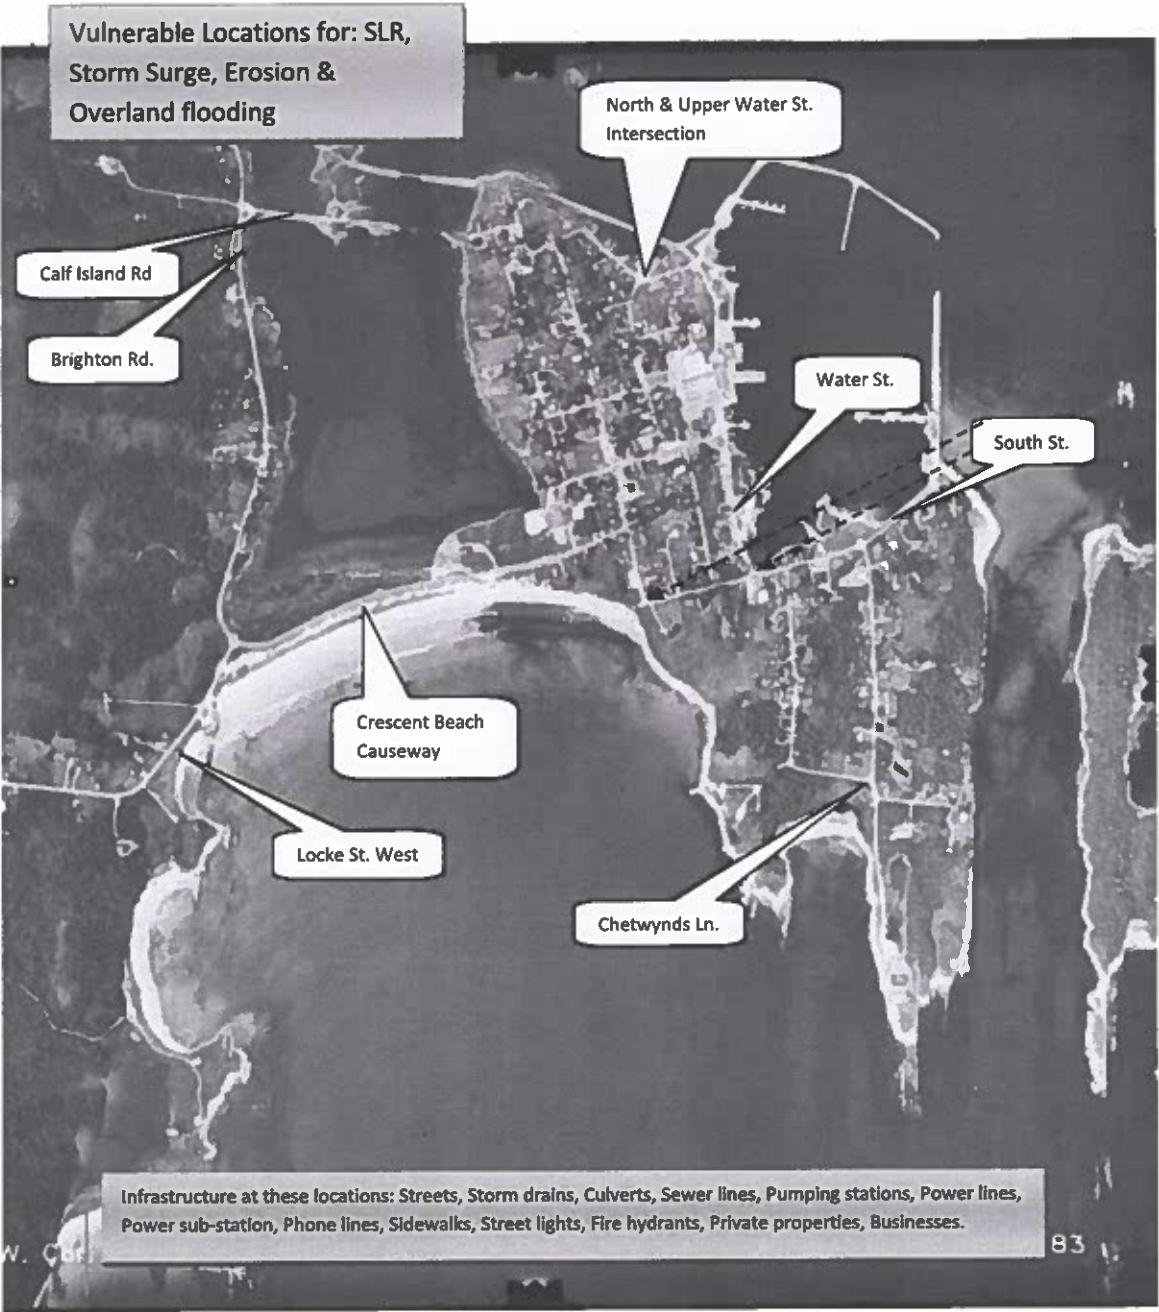 Vulnerable Locations for: SLR,
Storm Surge, Erosion &
Overland flooding
North & Upper Water St.
Intersection
Calf Island Rd
Brighton Rd.
Water St.
South St.
Crescent Beach
Causeway
Locke St. West
Chetwynds Ln.
Infrastructure at these locations: Streets, Storm drains, Culverts, Sewer lines, Pumping stations, Power lines,
Power sub-station, Phone lines, Sidewalks, Street lights, Fire hydrants, Private properties, Businesses.
W.
83